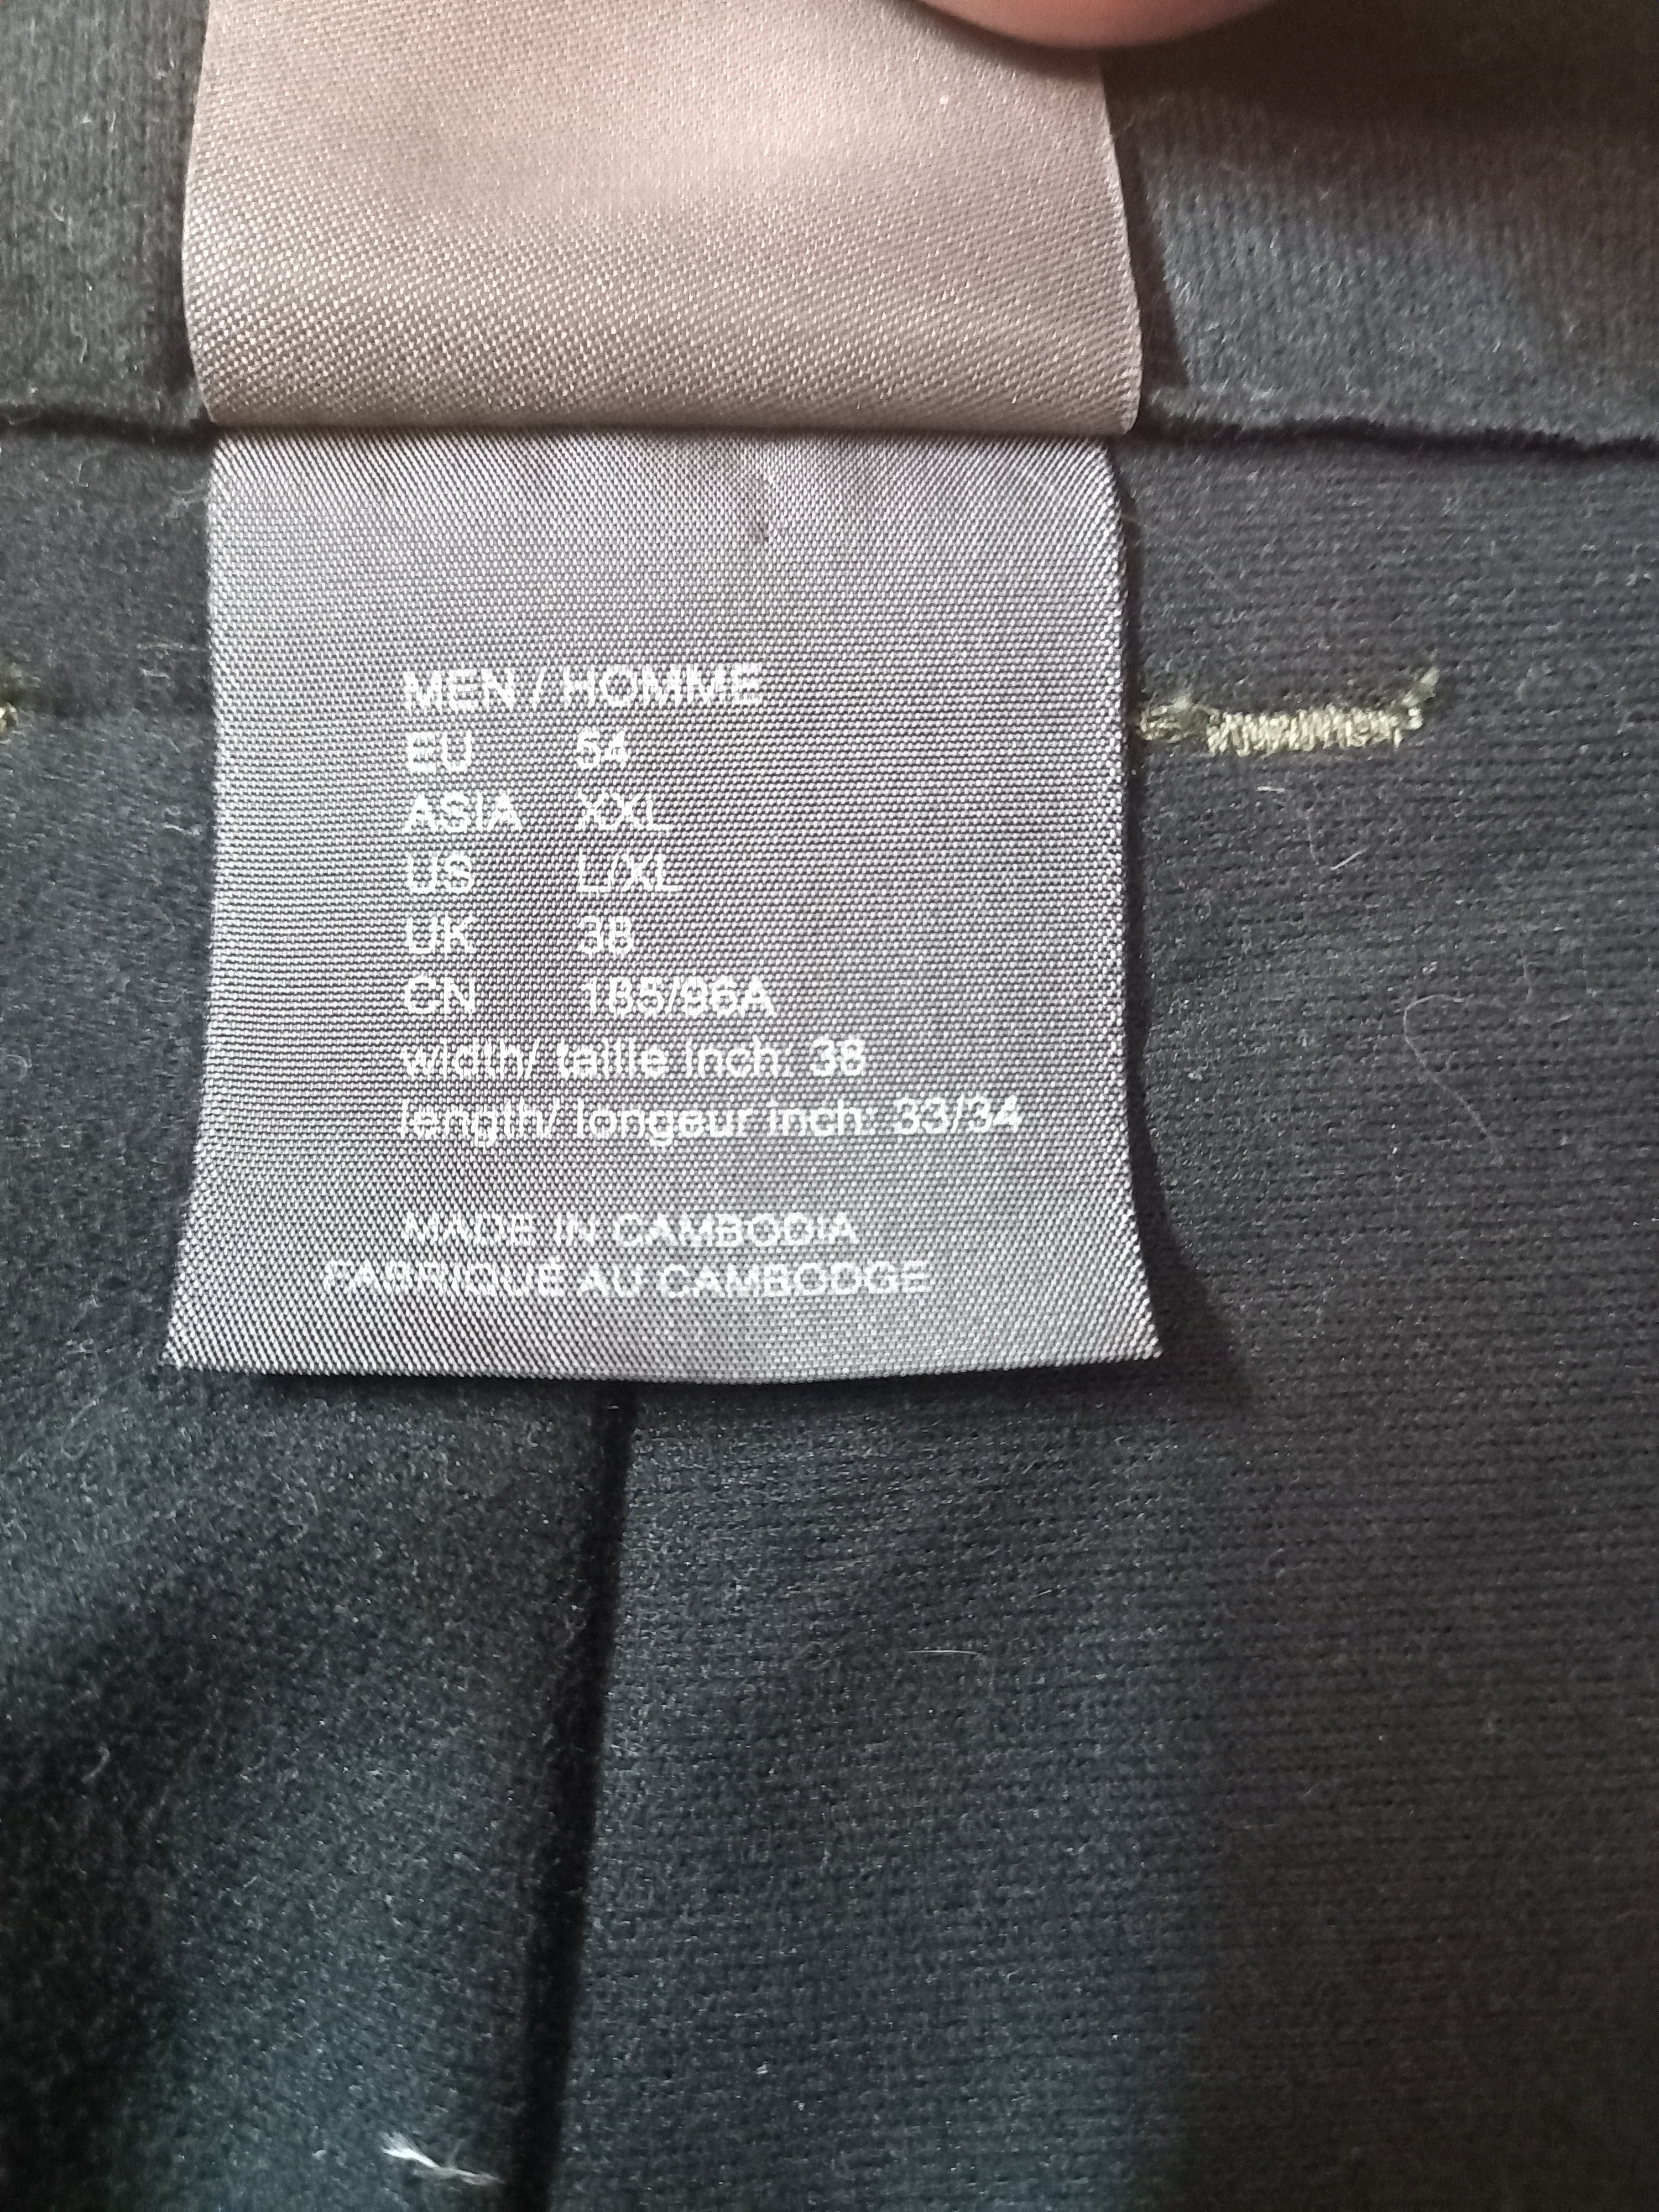 MEN / HOMME
EU 54
ASIA XXL
US L/XL
UK 38
CN 185/96A
width/ taille inch: 38
length/ longeur inch: 33/34
MADE IN CAMBODIA
FABRIQUÉ AU CAMBODGE